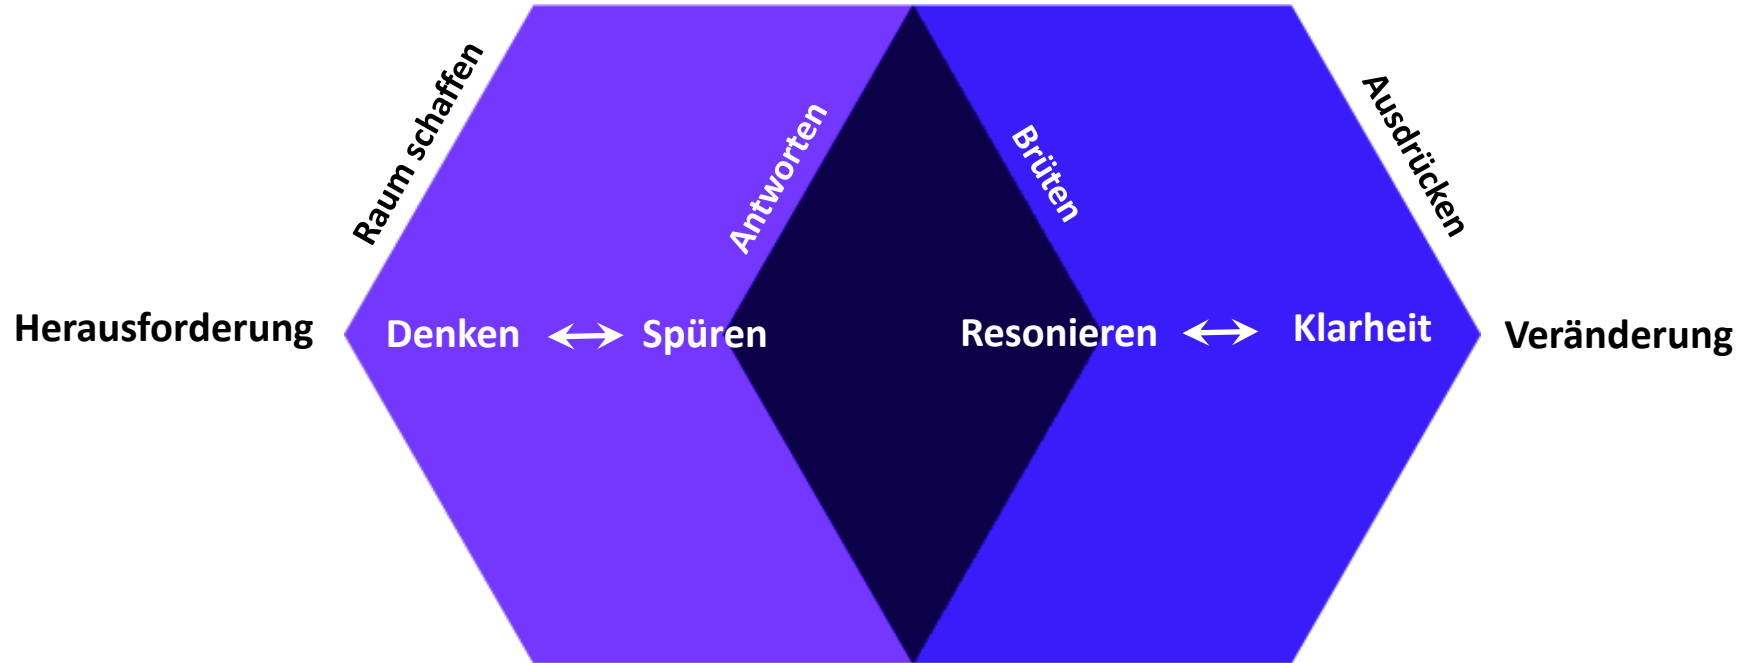 Raum schaffen
Antworten
Brüten
Ausdrücken
Herausforderung
Denken
Spüren
Resonieren
Klarheit
Veränderung